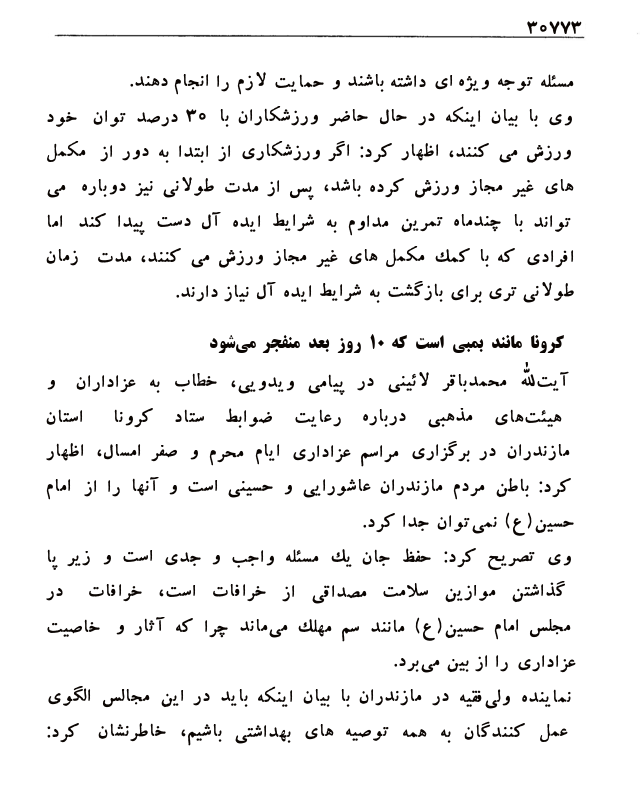 ۳۰۷۷۳
مسئله توجه ویژه ای داشته باشند و حمایت لازم را انجام دهند.
وی با بیان اینکه در حال حاضر ورزشکاران با ۳۰ درصد توان خود
ورزش می کنند، اظهار کرد: اگر ورزشکاری از ابتدا به دور از مکمل
های غیر مجاز ورزش کرده باشد، پس از مدت طولانی نیز دوباره می
تواند با چندماه تمرین مداوم به شرایط ایده آل دست پیدا کند اما
افرادی که با کمك مکمل های غیر مجاز ورزش می کنند، مدت زمان
طولانی تری برای بازگشت به شرایط ایده آل نیاز دارند.
کرونا مانند بمبی است که ۱۰ روز بعد منفجر می‌شود
آیت‌الله محمدباقر لائینی در پیامی ویدویی، خطاب به عزاداران و
هیئت‌های مذهبی درباره رعایت ضوابط ستاد کرونا استان
مازندران در برگزاری مراسم عزاداری ایام محرم و صفر امسال، اظهار
کرد: باطن مردم مازندران عاشورایی و حسینی است و آنها را از امام
حسین(ع) نمی‌توان جدا کرد.
وی تصریح کرد: حفظ جان یك مسئله واجب و جدی است و زیر پا
گذاشتن موازین سلامت مصداقی از خرافات است، خرافات در
مجلس امام حسین(ع) مانند سم مهلك می‌ماند چرا که آثار و خاصیت
عزاداری را از بین می‌برد.
نماینده ولی‌فقیه در مازندران با بیان اینکه باید در این مجالس الگوی
عمل کنندگان به همه توصیه های بهداشتی باشیم، خاطرنشان کرد: